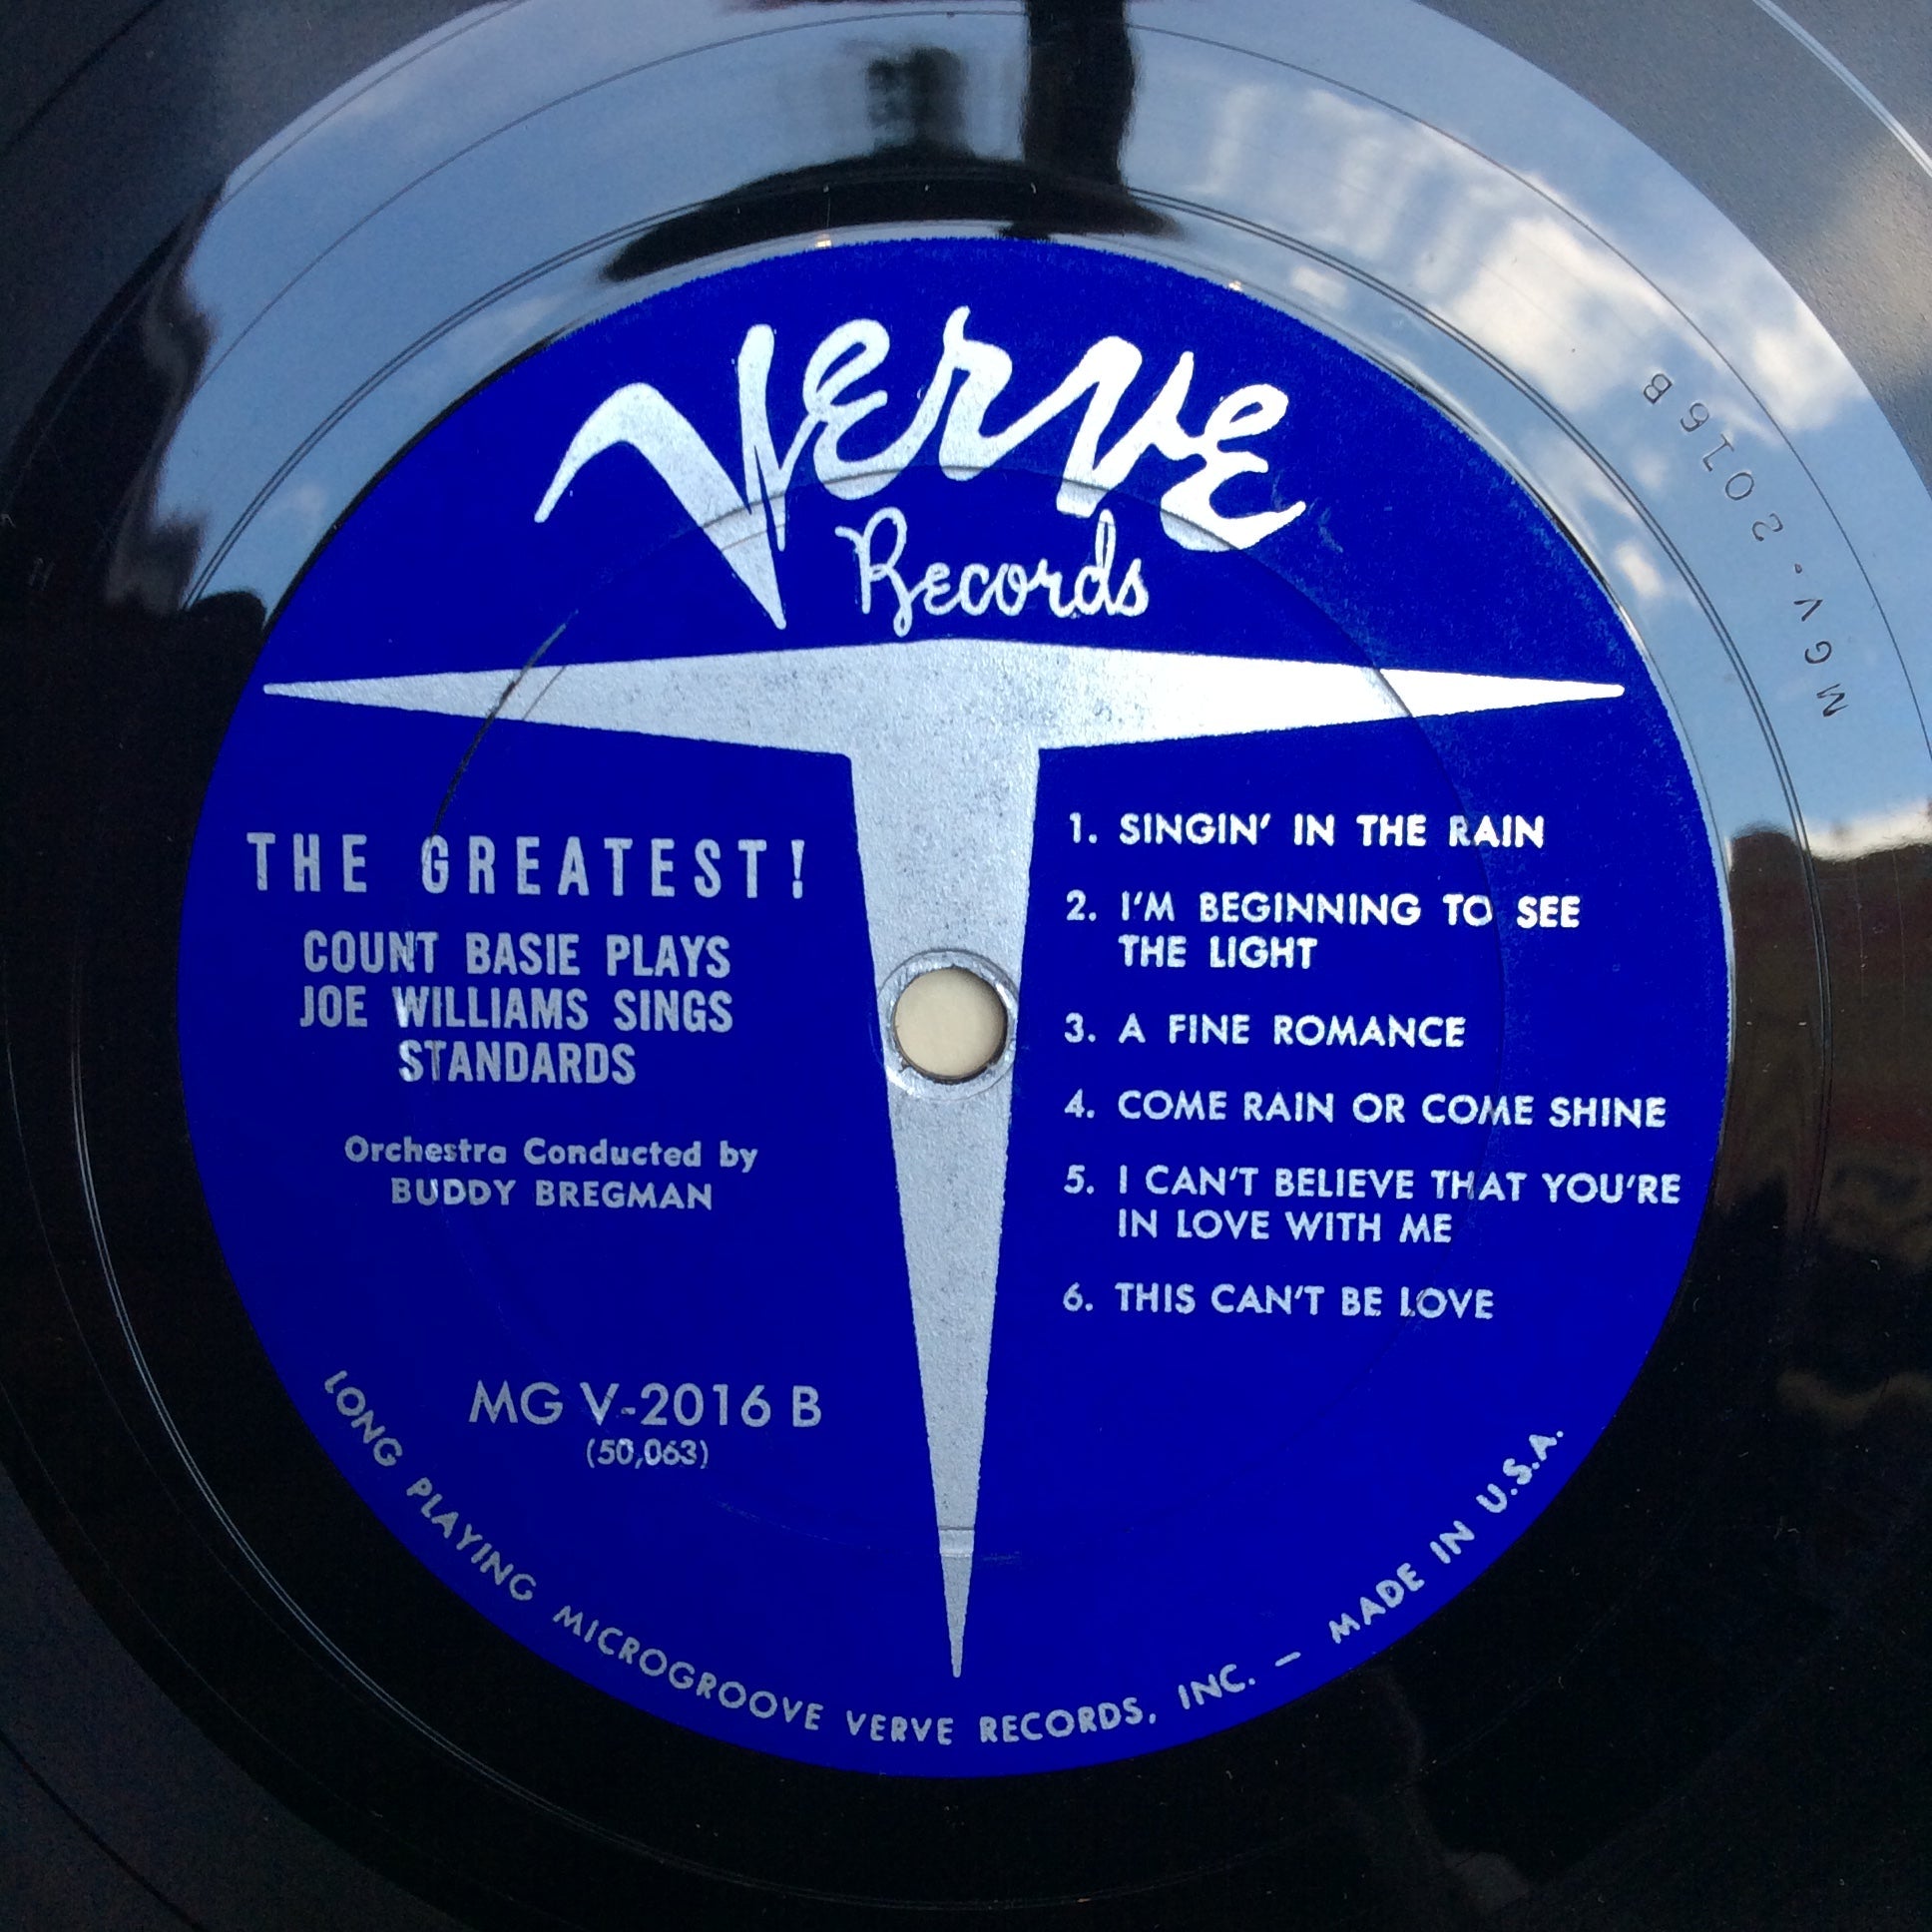 Verve
Records
THE GREATEST!
COUNT BASIE PLAYS
JOE WILLIAMS SINGS
STANDARDS
Orchestra Conducted by
BUDDY BREGMAN
MG V-2016 B
(50,063)
1. SINGIN' IN THE RAIN
2. I'M BEGINNING TO SEE
THE LIGHT
3. A FINE ROMANCE
4. COME RAIN OR COME SHINE
5. I CAN'T BELIEVE THAT YOU'RE
IN LOVE WITH ME
6. THIS CAN'T BE LOVE
LONG PLAYING MICROGROOVE VERVE RECORDS, INC. — MADE IN U.S.A.
MGV-2016B